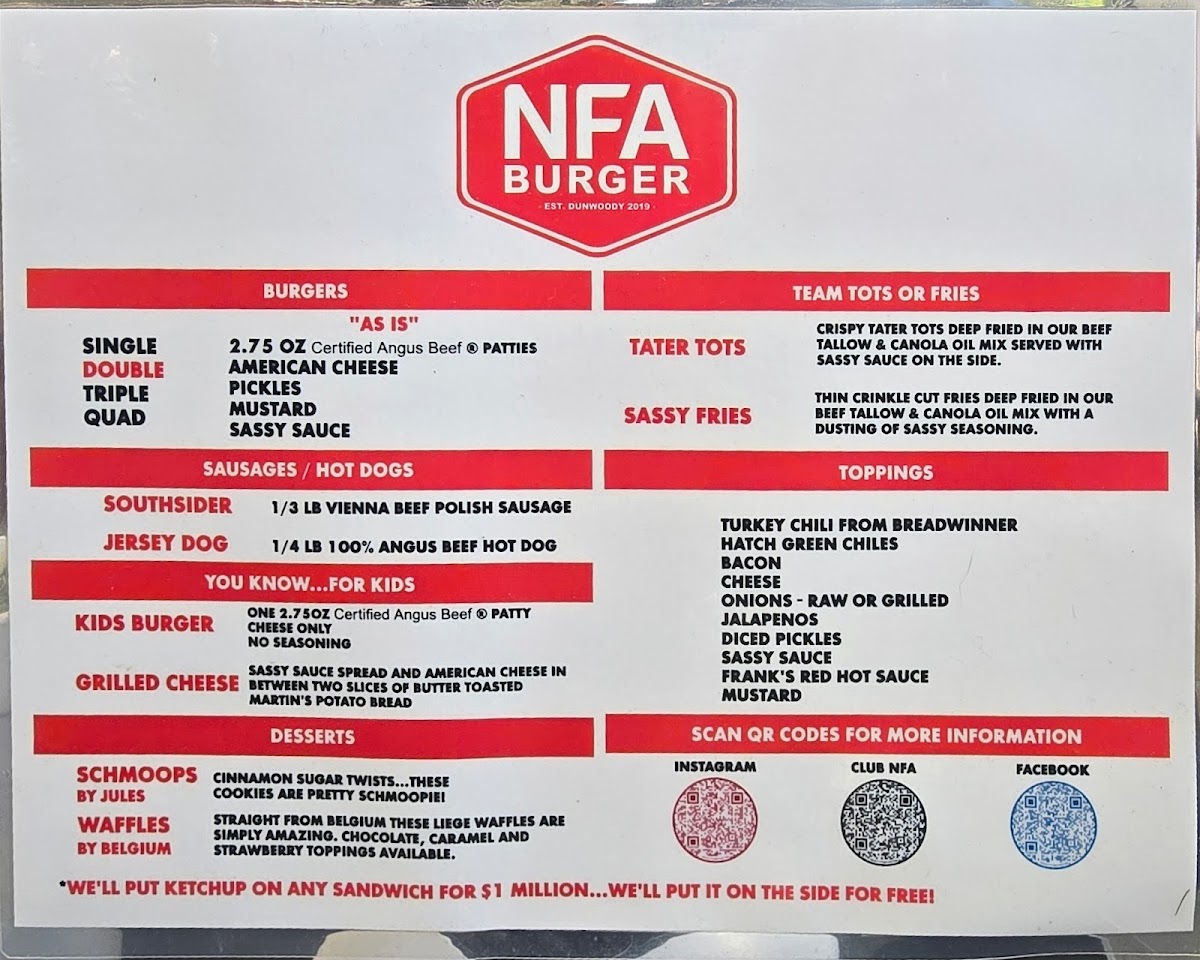 NFA
BURGER
· EST. DUNWOODY 2019 ·
BURGERS
"AS IS"
SINGLE
DOUBLE
TRIPLE
QUAD
2.75 OZ Certified Angus Beef ® PATTIES
AMERICAN CHEESE
PICKLES
MUSTARD
SASSY SAUCE
SAUSAGES / HOT DOGS
SOUTHSIDER 1/3 LB VIENNA BEEF POLISH SAUSAGE
JERSEY DOG 1/4 LB 100% ANGUS BEEF HOT DOG
YOU KNOW...FOR KIDS
KIDS BURGER
ONE 2.75OZ Certified Angus Beef ® PATTY
CHEESE ONLY
NO SEASONING
GRILLED CHEESE
SASSY SAUCE SPREAD AND AMERICAN CHEESE IN
BETWEEN TWO SLICES OF BUTTER TOASTED
MARTIN'S POTATO BREAD
DESSERTS
SCHMOOPS
BY JULES
CINNAMON SUGAR TWISTS...THESE
COOKIES ARE PRETTY SCHMOOPIE!
WAFFLES
BY BELGIUM
STRAIGHT FROM BELGIUM THESE LIEGE WAFFLES ARE
SIMPLY AMAZING. CHOCOLATE, CARAMEL AND
STRAWBERRY TOPPINGS AVAILABLE.
TEAM TOTS OR FRIES
TATER TOTS
CRISPY TATER TOTS DEEP FRIED IN OUR BEEF
TALLOW & CANOLA OIL MIX SERVED WITH
SASSY SAUCE ON THE SIDE.
SASSY FRIES
THIN CRINKLE CUT FRIES DEEP FRIED IN OUR
BEEF TALLOW & CANOLA OIL MIX WITH A
DUSTING OF SASSY SEASONING.
TOPPINGS
TURKEY CHILI FROM BREADWINNER
HATCH GREEN CHILES
BACON
CHEESE
ONIONS - RAW OR GRILLED
JALAPENOS
DICED PICKLES
SASSY SAUCE
FRANK'S RED HOT SAUCE
MUSTARD
SCAN QR CODES FOR MORE INFORMATION
INSTAGRAM
CLUB NFA
FACEBOOK
*WE'LL PUT KETCHUP ON ANY SANDWICH FOR $1 MILLION...WE'LL PUT IT ON THE SIDE FOR FREE!